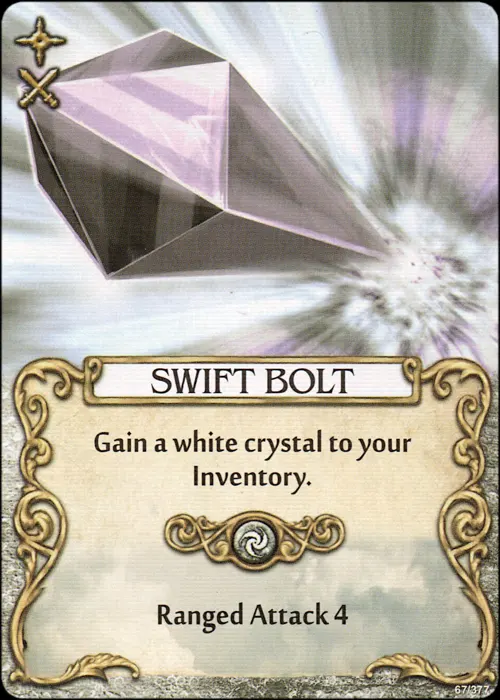 SWIFT BOLT
Gain a white crystal to your
Inventory.
Ranged Attack 4
67/377